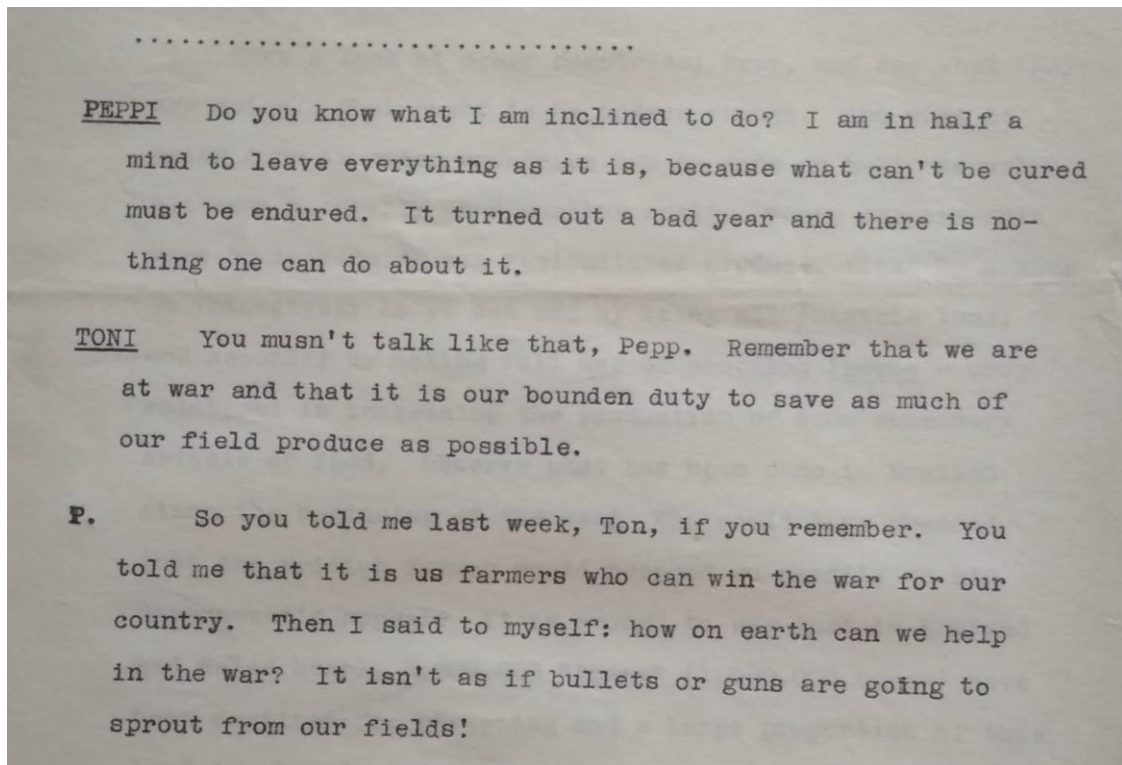 .................................
PEPPI Do you know what I am inclined to do? I am in half a
mind to leave everything as it is, because what can't be cured
must be endured. It turned out a bad year and there is no-
thing one can do about it.
TONI You musn't talk like that, Pepp. Remember that we are
at war and that it is our bounden duty to save as much of
our field produce as possible.
P. So you told me last week, Ton, if you remember. You
told me that it is us farmers who can win the war for our
country. Then I said to myself: how on earth can we help
in the war? It isn't as if bullets or guns are going to
sprout from our fields!